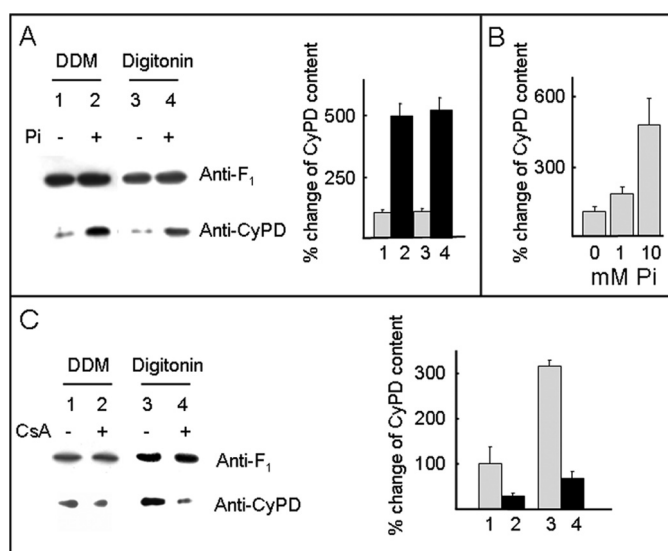 A
DDM Digitonin
1 2 3 4
Pi - + - +
Anti-F₁
Anti-CyPD
% change of CyPD content
500
250
1 2 3 4
B
% change of CyPD content
600
300
0 1 10
mM Pi
C
DDM Digitonin
1 2 3 4
CsA - + - +
Anti-F₁
Anti-CyPD
% change of CyPD content
300
200
100
1 2 3 4